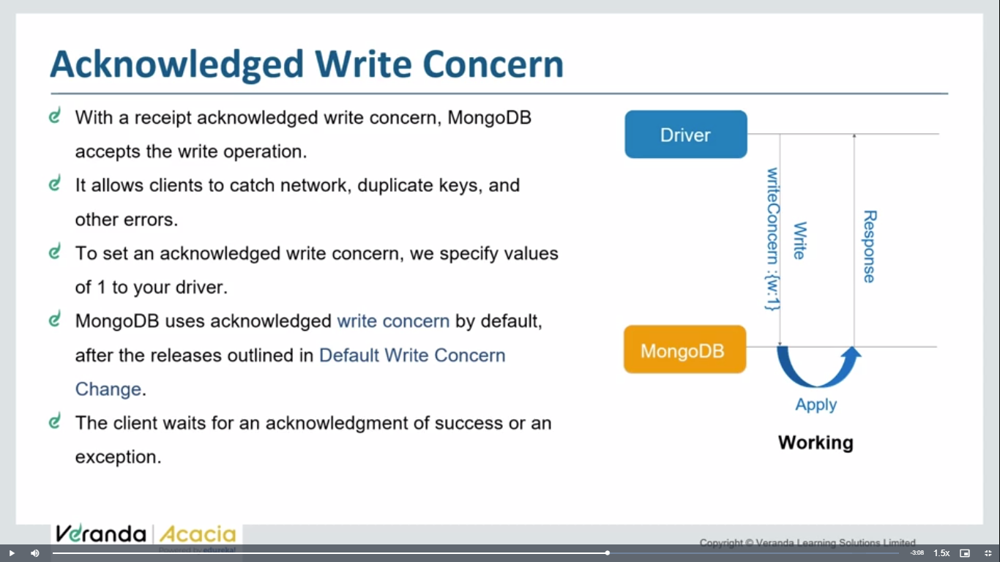 Acknowledged Write Concern
With a receipt acknowledged write concern, MongoDB
accepts the write operation.
It allows clients to catch network, duplicate keys, and
other errors.
To set an acknowledged write concern, we specify values
of 1 to your driver.
MongoDB uses acknowledged write concern by default,
after the releases outlined in Default Write Concern
Change.
The client waits for an acknowledgment of success or an
exception.
Driver
writeConcern :{w:1}
Write
Response
MongoDB
Apply
Working
Veranda Acacia
Powered by edureka!
Copyright © Veranda Learning Solutions Limited
-3:08
1.5x